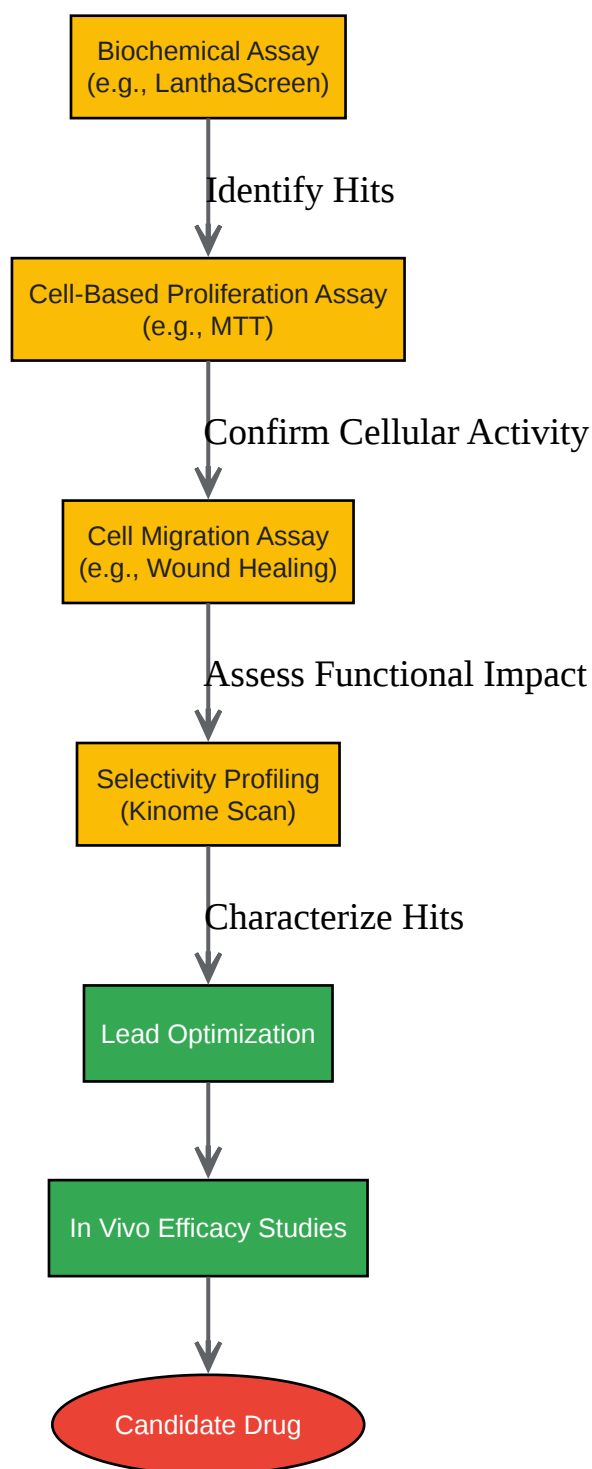 Biochemical Assay
(e.g., LanthaScreen)
Identify Hits
Cell-Based Proliferation Assay
(e.g., MTT)
Confirm Cellular Activity
Cell Migration Assay
(e.g., Wound Healing)
Assess Functional Impact
Selectivity Profiling
(Kinome Scan)
Characterize Hits
Lead Optimization
In Vivo Efficacy Studies
Candidate Drug